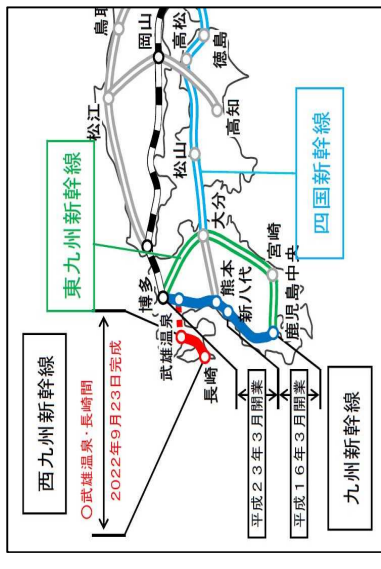 西九州新幹線
○武雄温泉・長崎間
2022年9月23日完成
東九州新幹線
四国新幹線
九州新幹線
平成23年3月開業
平成16年3月開業
鳥取
岡山
高松
徳島
松江
高知
松山
大分
博多
武雄温泉
長崎
熊本
新八代
宮崎
鹿児島中央